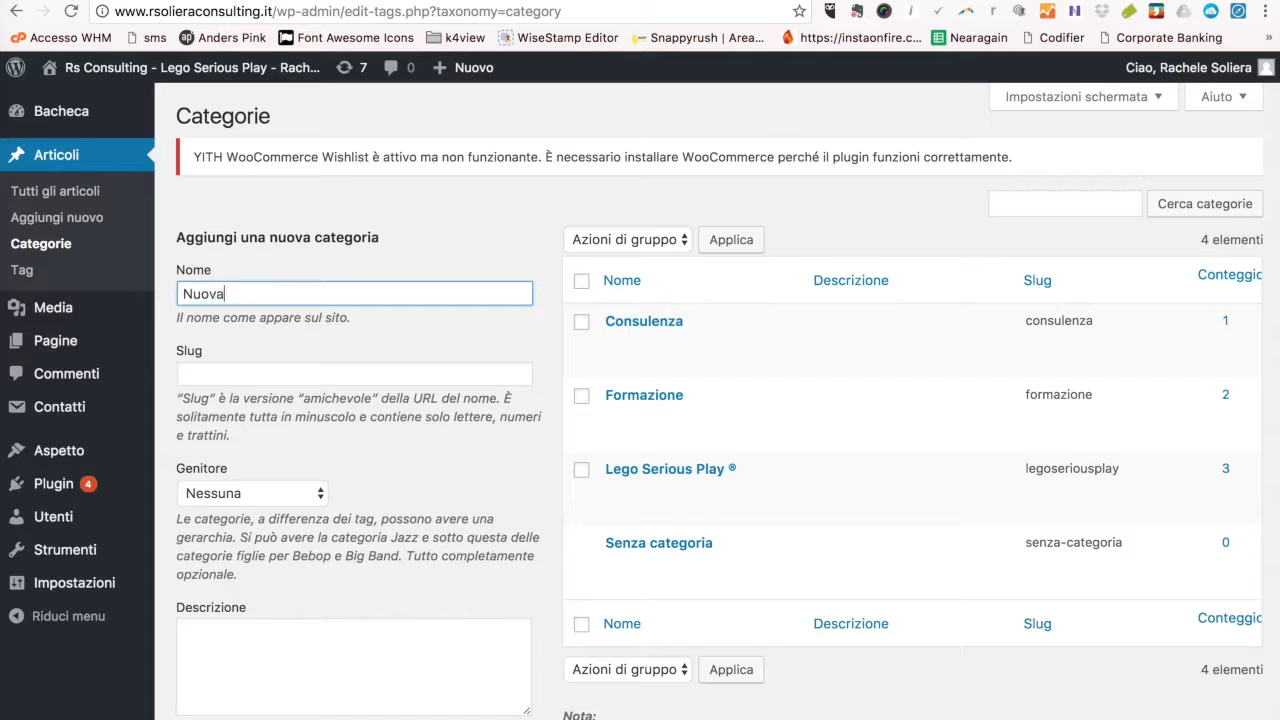 www.rsolieraconsulting.it/wp-admin/edit-tags.php?taxonomy=category
Accesso WHM sms Anders Pink Font Awesome Icons k4view WiseStamp Editor Snappyrush | Area... https://instaonfire.c... Nearagain Codifier Corporate Banking »
Rs Consulting - Lego Serious Play - Rach... 7 0 + Nuovo Ciao, Rachele Soliera
Impostazioni schermata Aiuto
Bacheca
Articoli
Tutti gli articoli
Aggiungi nuovo
Categorie
Tag
Media
Pagine
Commenti
Contatti
Aspetto
Plugin 4
Utenti
Strumenti
Impostazioni
Riduci menu
Categorie
YITH WooCommerce Wishlist è attivo ma non funzionante. È necessario installare WooCommerce perché il plugin funzioni correttamente.
Cerca categorie
Aggiungi una nuova categoria
Nome
Nuova
Il nome come appare sul sito.
Slug
“Slug” è la versione “amichevole” della URL del nome. È
solitamente tutta in minuscolo e contiene solo lettere, numeri
e trattini.
Genitore
Nessuna
Le categorie, a differenza dei tag, possono avere una
gerarchia. Si può avere la categoria Jazz e sotto questa delle
categorie figlie per Bebop e Big Band. Tutto completamente
opzionale.
Descrizione
Azioni di gruppo Applica 4 elementi
Nome Descrizione Slug Conteggio
Consulenza consulenza 1
Formazione formazione 2
Lego Serious Play ® legoseriousplay 3
Senza categoria senza-categoria 0
Nome Descrizione Slug Conteggio
Azioni di gruppo Applica 4 elementi
Nota: